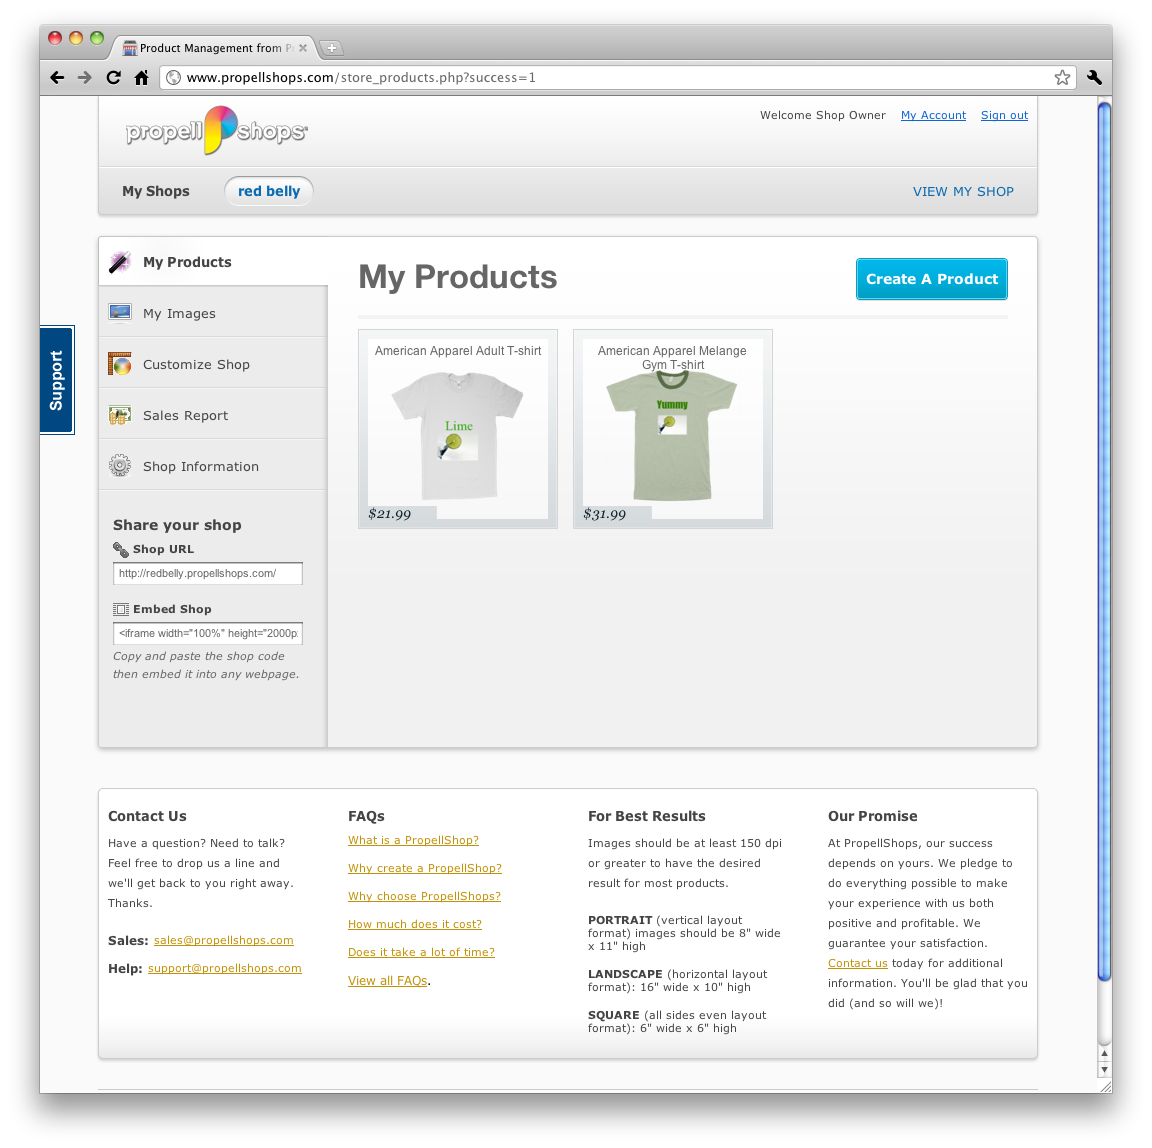 Product Management from P
www.propellshops.com/store_products.php?success=1
propell shops
Welcome Shop Owner My Account Sign out
My Shops red belly VIEW MY SHOP
Support
My Products
My Images
Customize Shop
Sales Report
Shop Information
Share your shop
Shop URL
http://redbelly.propellshops.com/
Embed Shop
<iframe width="100%" height="2000p
Copy and paste the shop code
then embed it into any webpage.
My Products
Create A Product
American Apparel Adult T-shirt
Lime
$21.99
American Apparel Melange
Gym T-shirt
Yummy
$31.99
Contact Us
Have a question? Need to talk?
Feel free to drop us a line and
we'll get back to you right away.
Thanks.
Sales: sales@propellshops.com
Help: support@propellshops.com
FAQs
What is a PropellShop?
Why create a PropellShop?
Why choose PropellShops?
How much does it cost?
Does it take a lot of time?
View all FAQs.
For Best Results
Images should be at least 150 dpi
or greater to have the desired
result for most products.
PORTRAIT (vertical layout
format) images should be 8" wide
x 11" high
LANDSCAPE (horizontal layout
format): 16" wide x 10" high
SQUARE (all sides even layout
format): 6" wide x 6" high
Our Promise
At PropellShops, our success
depends on yours. We pledge to
do everything possible to make
your experience with us both
positive and profitable. We
guarantee your satisfaction.
Contact us today for additional
information. You'll be glad that you
did (and so will we)!